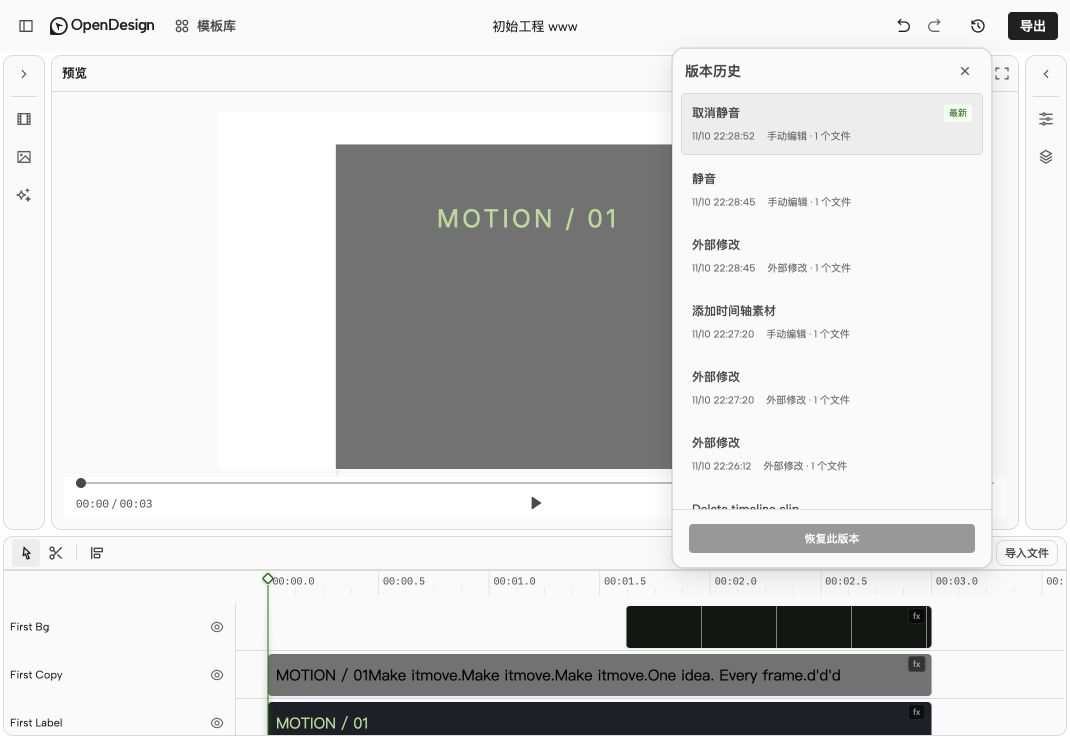 OpenDesign
模板库
初始工程 www
导出
预览
版本历史
取消静音
最新
11/10 22:28:52 手动编辑 · 1 个文件
静音
11/10 22:28:45 手动编辑 · 1 个文件
外部修改
11/10 22:28:45 外部修改 · 1 个文件
添加时间轴素材
11/10 22:27:20 手动编辑 · 1 个文件
外部修改
11/10 22:27:20 外部修改 · 1 个文件
外部修改
11/10 22:26:12 外部修改 · 1 个文件
Delete timeline clip
恢复此版本
MOTION / 01
00:00 / 00:03
导入文件
00:00.0 00:00.5 00:01.0 00:01.5 00:02.0 00:02.5 00:03.0 00:
First Bg
fx
First Copy
MOTION / 01Make itmove.Make itmove.Make itmove.One idea. Every frame.d'd'd
fx
First Label
MOTION / 01
fx